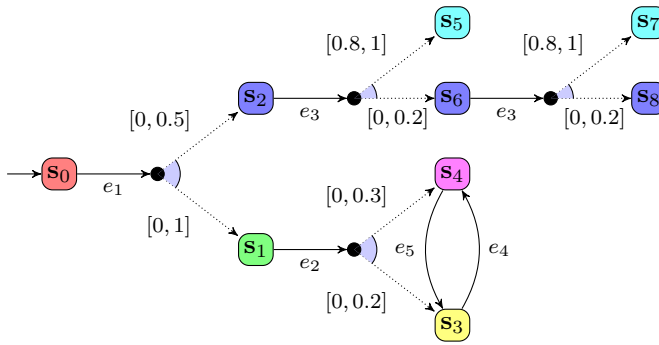 s5
s7
[0.8, 1]
[0.8, 1]
s2
s6
s8
e3
[0, 0.2]
e3
[0, 0.2]
[0, 0.5]
s0
e1
s4
[0, 0.3]
[0, 1]
s1
e2
e5
e4
[0, 0.2]
s3